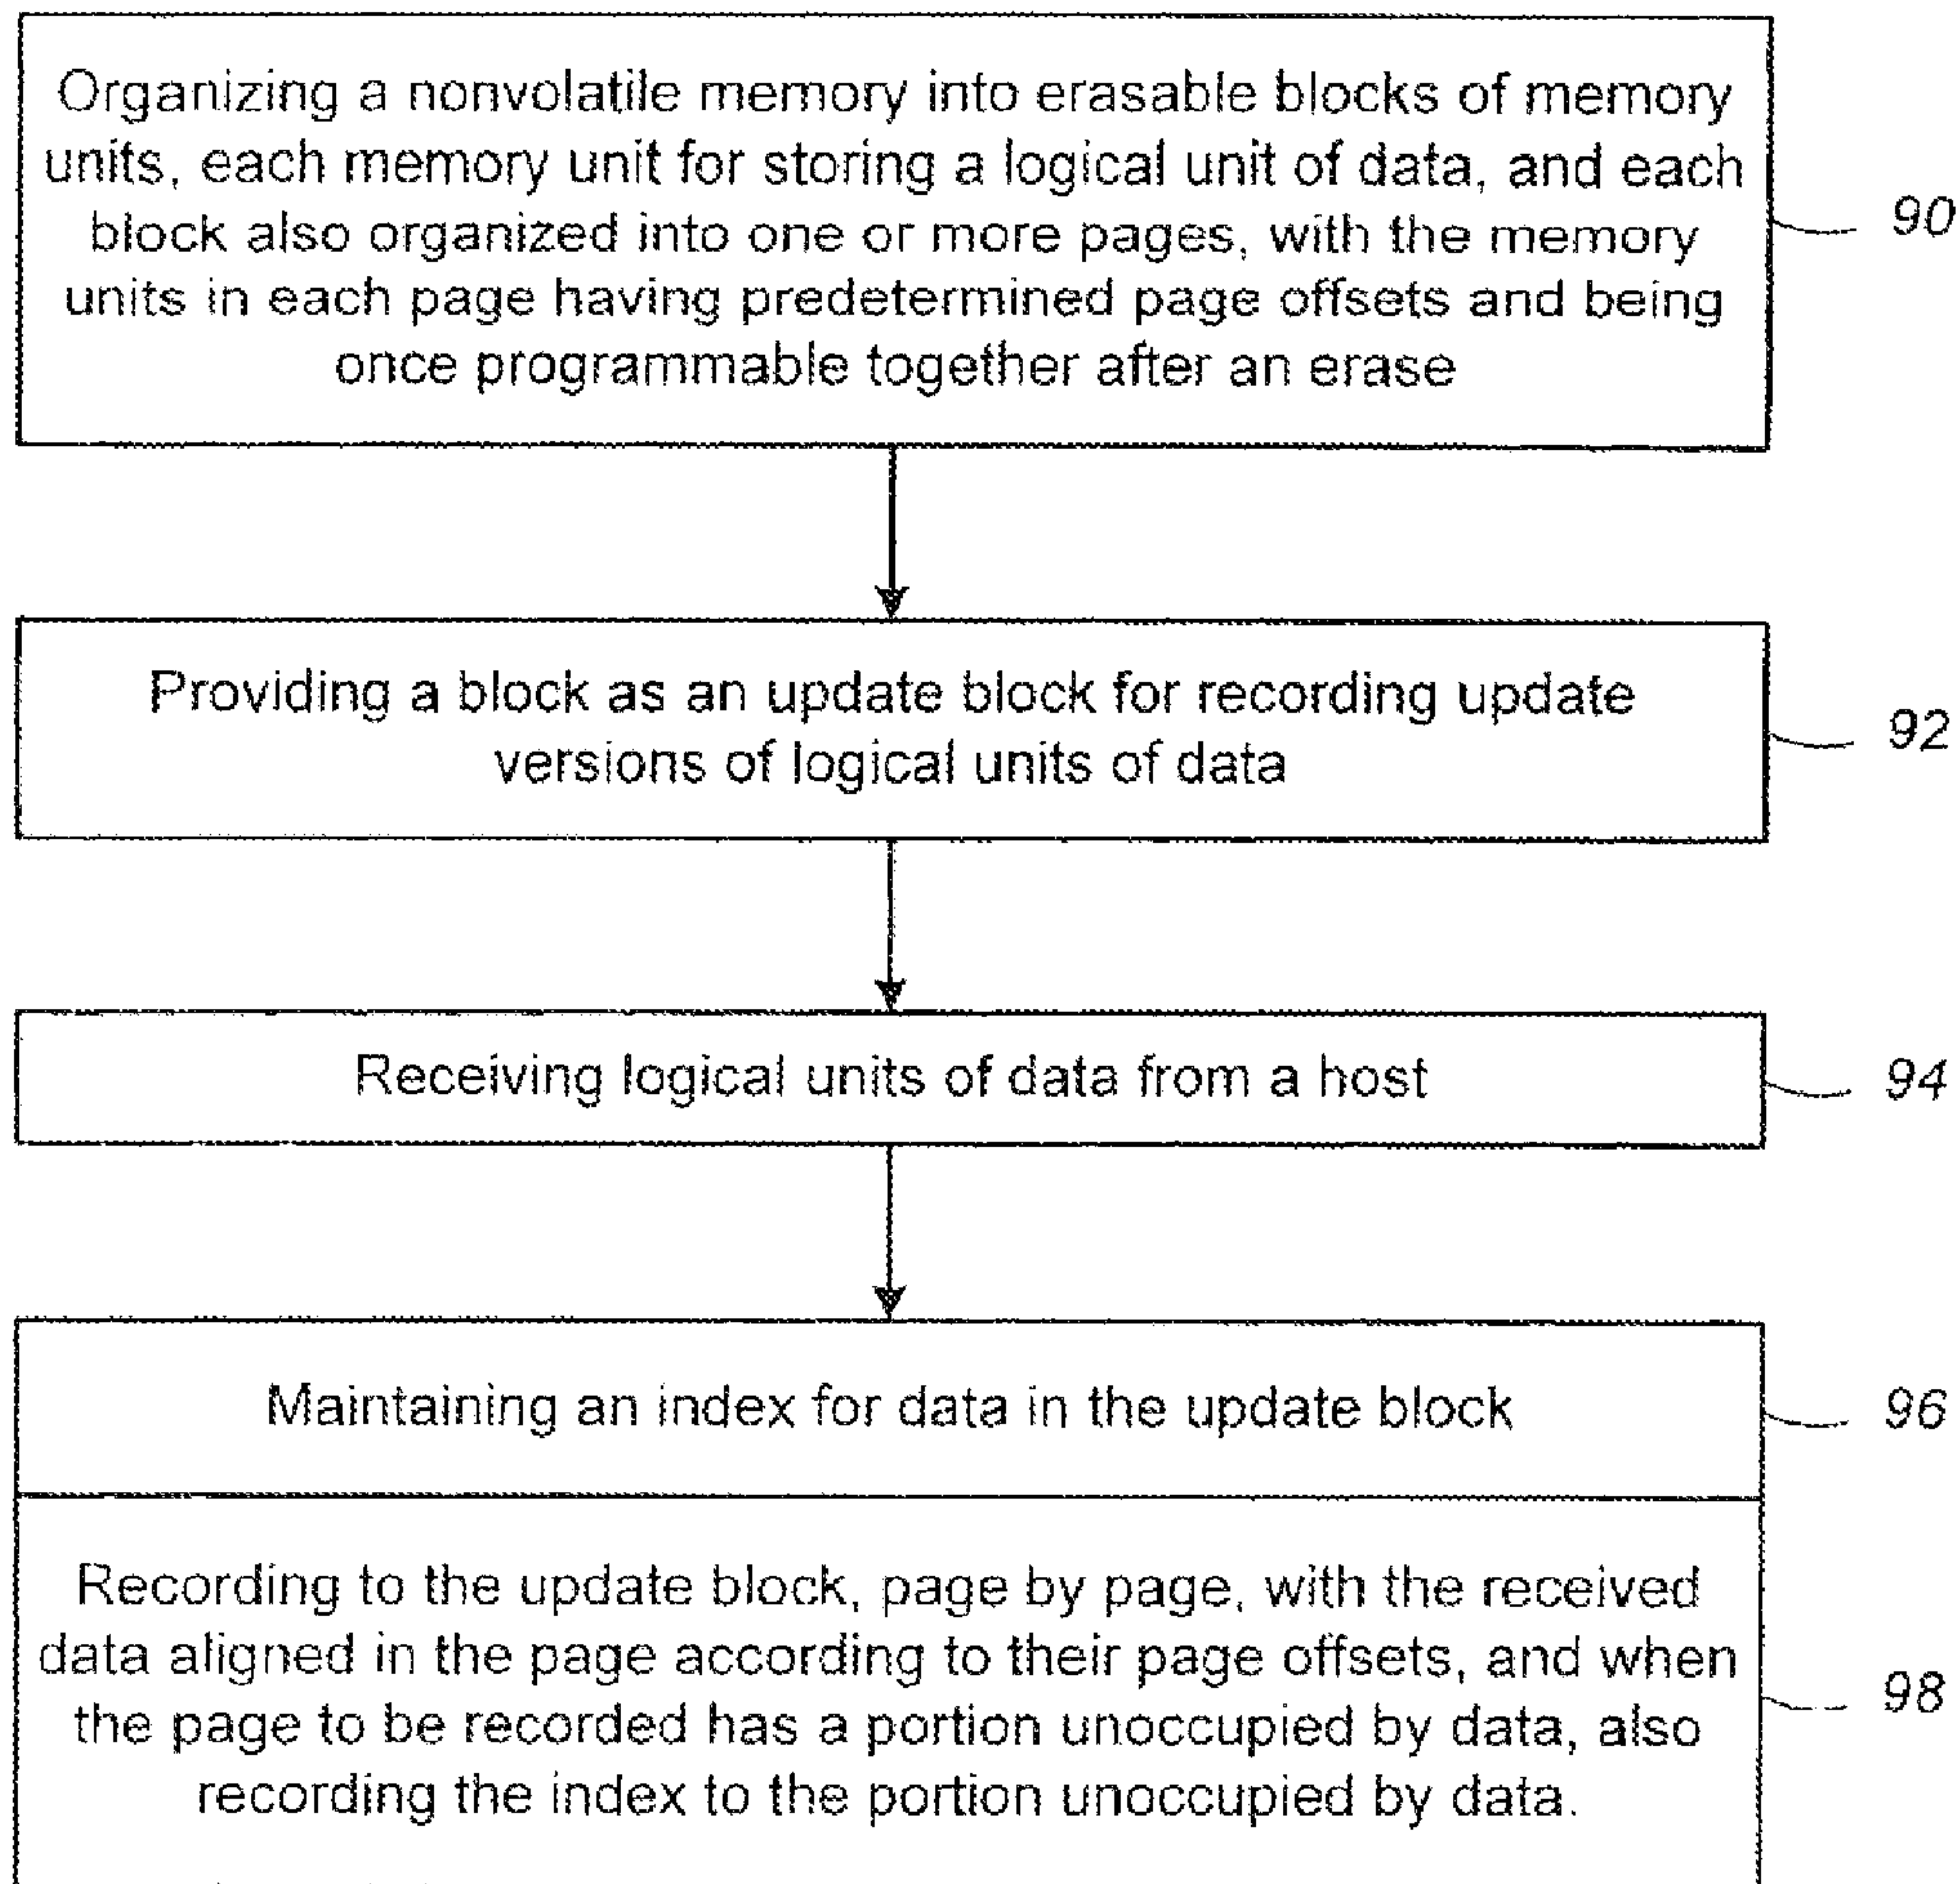 Organizing a nonvolatile memory into erasable blocks of memory
units, each memory unit for storing a logical unit of data, and each
block also organized into one or more pages, with the memory
units in each page having predetermined page offsets and being
once programmable together after an erase
90
Providing a block as an update block for recording update
versions of logical units of data
92
Receiving logical units of data from a host
94
Maintaining an index for data in the update block
96
Recording to the update block, page by page, with the received
data aligned in the page according to their page offsets, and when
the page to be recorded has a portion unoccupied by data, also
recording the index to the portion unoccupied by data.
98